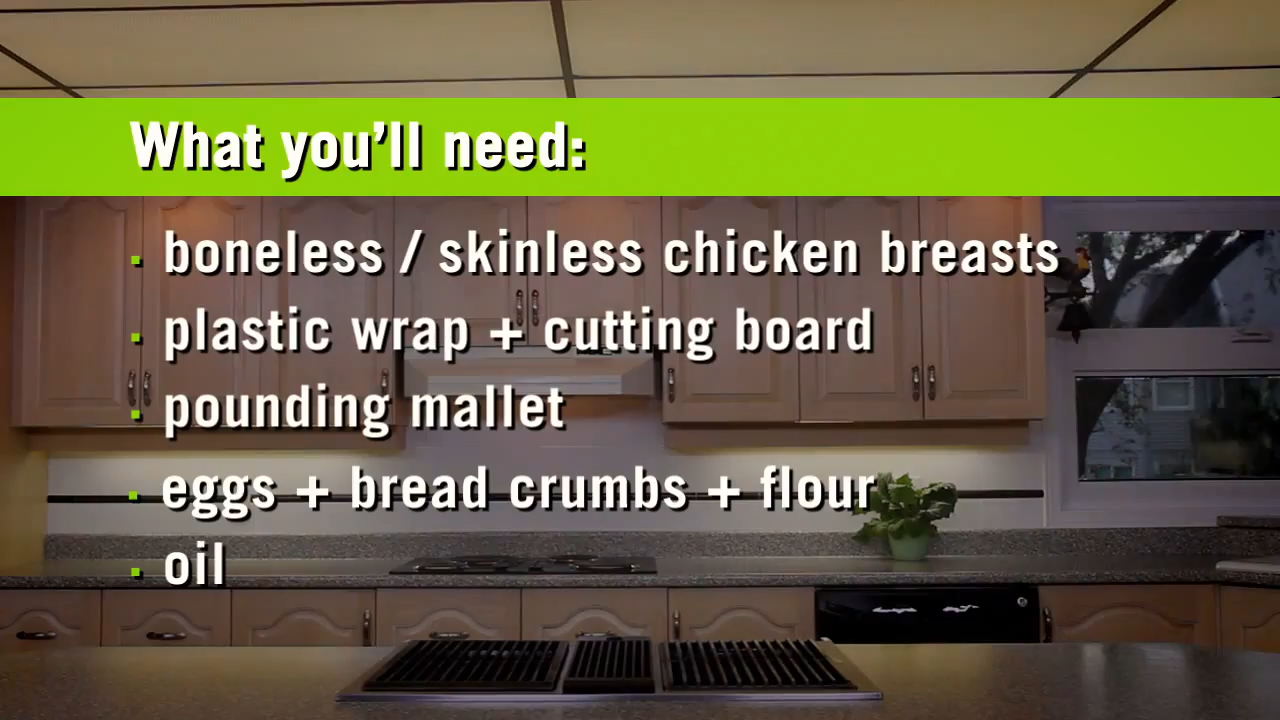 What you'll need:
boneless / skinless chicken breasts
plastic wrap + cutting board
pounding mallet
eggs + bread crumbs + flour
oil